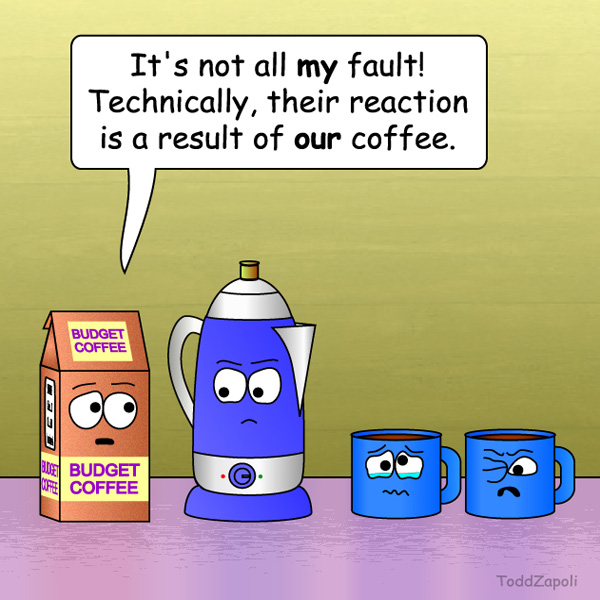 It's not all my fault!
Technically, their reaction
is a result of our coffee.
BUDGET
COFFEE
BUDGET
COFFEE
BUDGET
COFFEE
ToddZapoli